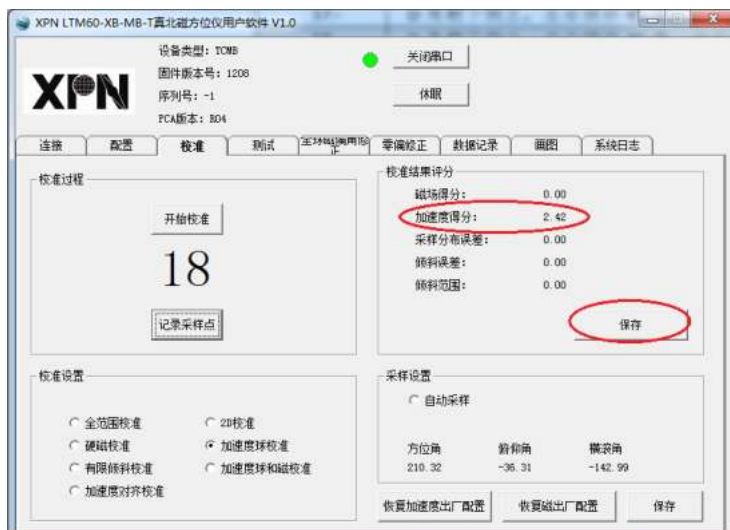 XPN LTM60-XB-MB-T真北磁方位仪用户软件 V1.0
设备类型: TCMB
固件版本号: 1208
序列号: -1
PCA版本: R04
XPN
关闭串口
休眠
连接 配置 校准 测试 零偏修正 数据记录 画图 系统日志
校准过程
开始校准
18
记录采样点
校准结果评分
磁场得分: 0.00
加速度得分: 2.42
采样分布误差: 0.00
倾斜误差: 0.00
倾斜范围: 0.00
保存
校准设置
全范围校准 2D校准
硬磁校准 加速度球校准
有限倾斜校准 加速度球和磁校准
加速度对齐校准
采样设置
自动采样
方位角 俯仰角 横滚角
210.32 -36.31 -142.99
恢复加速度出厂配置 恢复磁出厂配置 保存